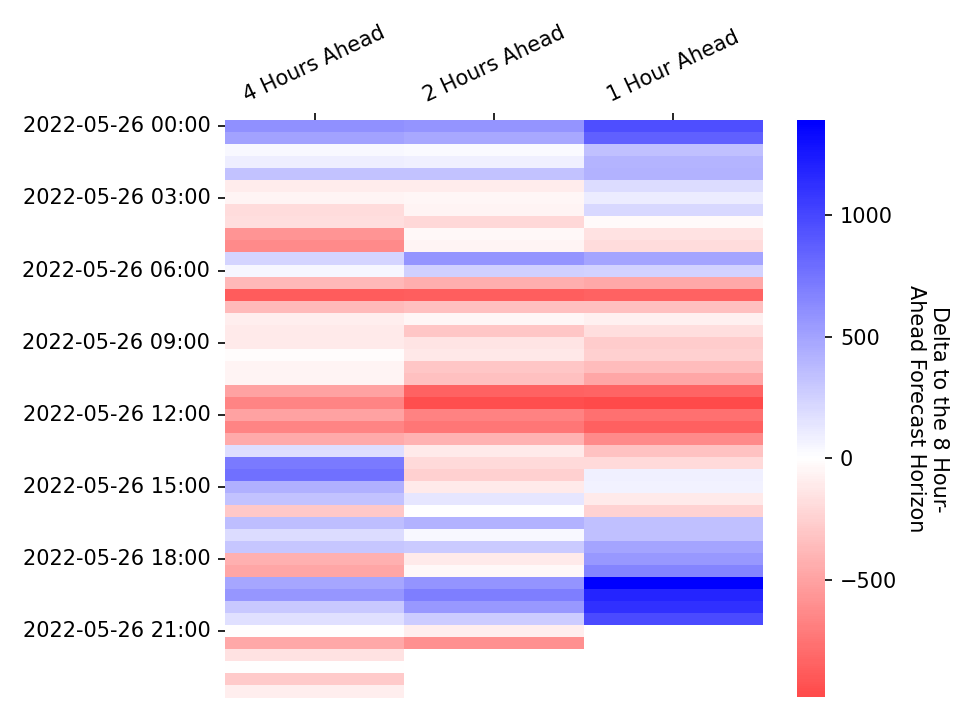 4 Hours Ahead
2 Hours Ahead
1 Hour Ahead
2022-05-26 00:00
2022-05-26 03:00
2022-05-26 06:00
2022-05-26 09:00
2022-05-26 12:00
2022-05-26 15:00
2022-05-26 18:00
2022-05-26 21:00
1000
500
0
−500
Delta to the 8 Hour-
Ahead Forecast Horizon